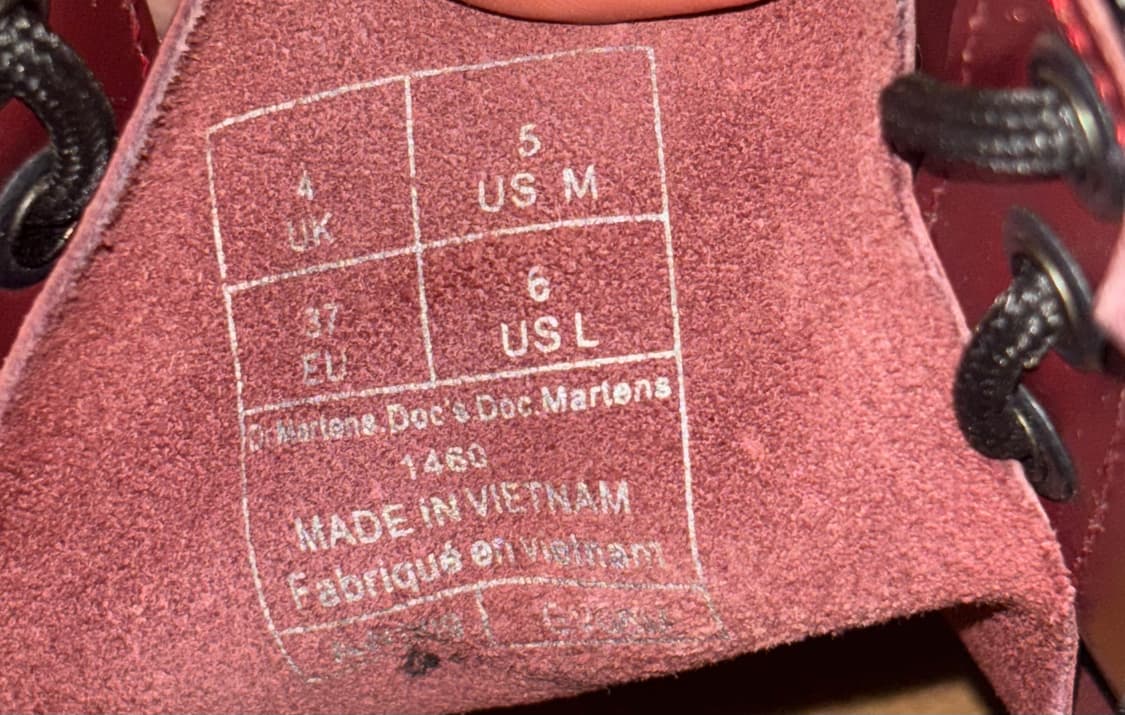 4
UK
5
US M
37
EU
6
US L
Dr.Martens.Doc's.Doc Martens
1460
MADE IN VIETNAM
Fabriqué en Vietnam